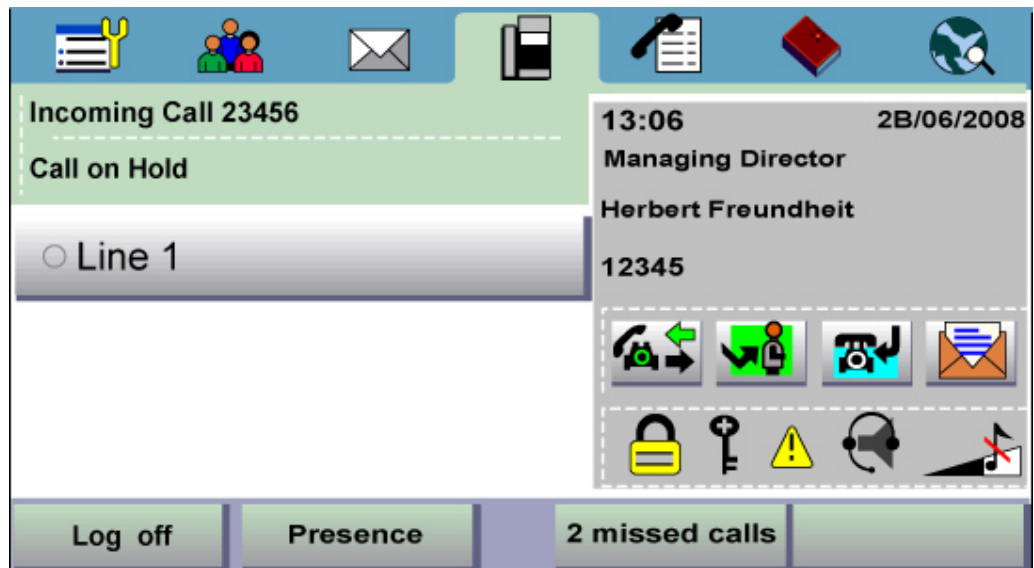 Incoming Call 23456
Call on Hold
Line 1
13:06 2B/06/2008
Managing Director
Herbert Freundheit
12345
Log off
Presence
2 missed calls